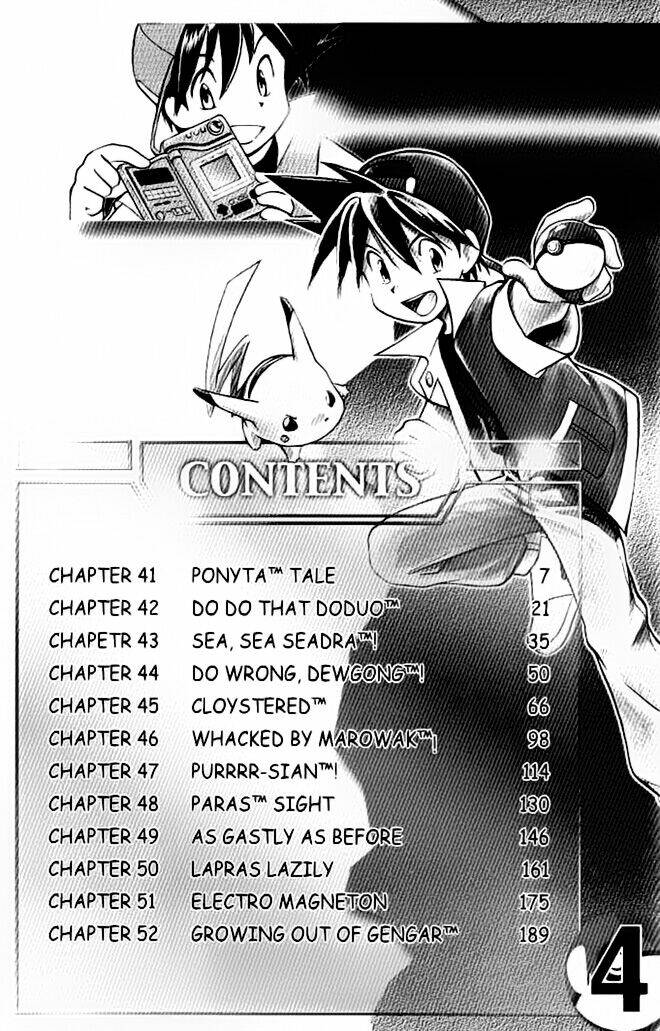 CONTENTS
CHAPTER 41 PONYTA™ TALE 7
CHAPTER 42 DO DO THAT DODUO™ 21
CHAPETR 43 SEA, SEA SEADRA™! 35
CHAPTER 44 DO WRONG, DEWGONG™! 50
CHAPTER 45 CLOYSTERED™ 66
CHAPTER 46 WHACKED BY MAROWAK™! 98
CHAPTER 47 PURRRR-SIAN™! 114
CHAPTER 48 PARAS™ SIGHT 130
CHAPTER 49 AS GASTLY AS BEFORE 146
CHAPTER 50 LAPRAS LAZILY 161
CHAPTER 51 ELECTRO MAGNETON 175
CHAPTER 52 GROWING OUT OF GENGAR™ 189
4